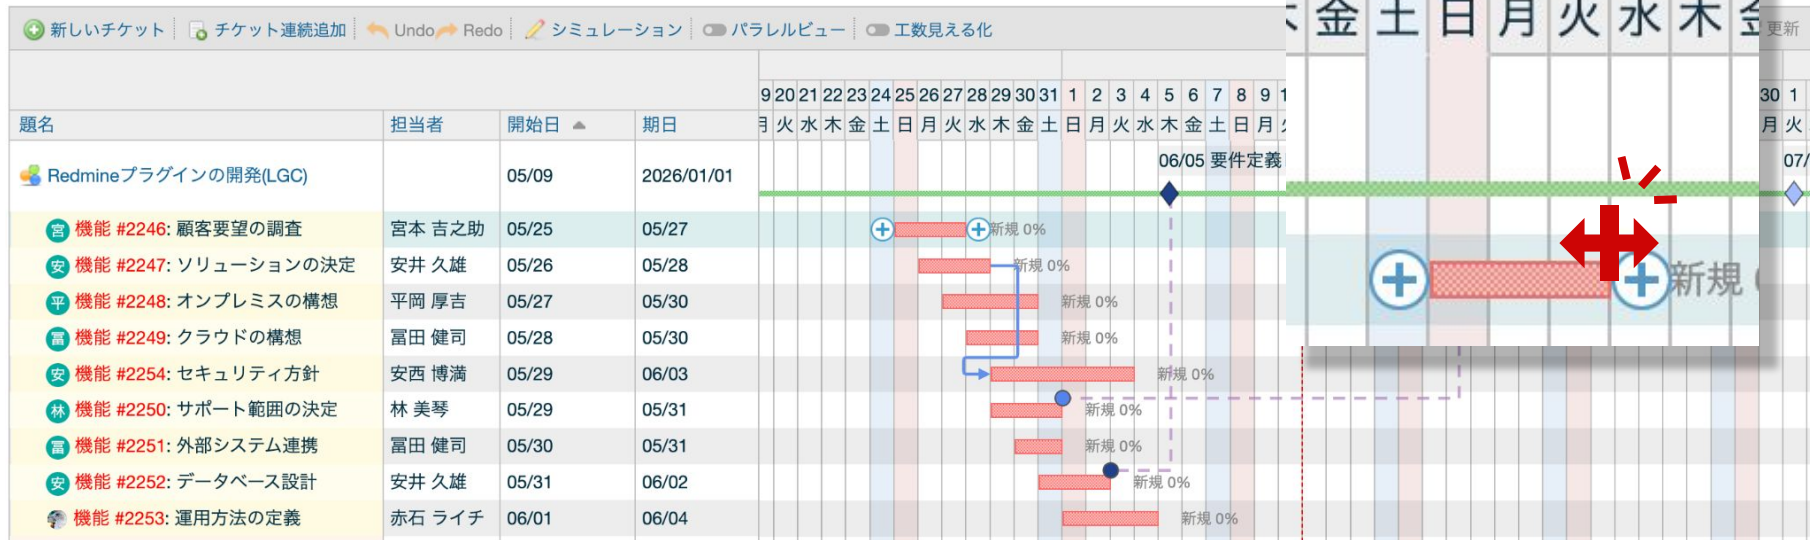 新しいチケット チケット連続追加 Undo Redo シミュレーション パラレルビュー 工数見える化 更新
9 20 21 22 23 24 25 26 27 28 29 30 31 1 2 3 4 5 6 7 8 9 1 30 1
題名 担当者 開始日 期日 月 火 水 木 金 土 日 月 火 水 木 金 土 日 月 火 水 木 金 土 日 月 月 火
金 土 日 月 火 水 木 金
06/05 要件定義 07/
Redmineプラグインの開発(LGC) 05/09 2026/01/01
宮 機能 #2246: 顧客要望の調査 宮本 吉之助 05/25 05/27 新規 0%
安 機能 #2247: ソリューションの決定 安井 久雄 05/26 05/28 新規 0%
新規
平 機能 #2248: オンプレミスの構想 平岡 厚吉 05/27 05/30 新規 0%
冨 機能 #2249: クラウドの構想 冨田 健司 05/28 05/30 新規 0%
安 機能 #2254: セキュリティ方針 安西 博満 05/29 06/03 新規 0%
林 機能 #2250: サポート範囲の決定 林 美琴 05/29 05/31 新規 0%
冨 機能 #2251: 外部システム連携 冨田 健司 05/30 05/31 新規 0%
安 機能 #2252: データベース設計 安井 久雄 05/31 06/02 新規 0%
機能 #2253: 運用方法の定義 赤石 ライチ 06/01 06/04 新規 0%